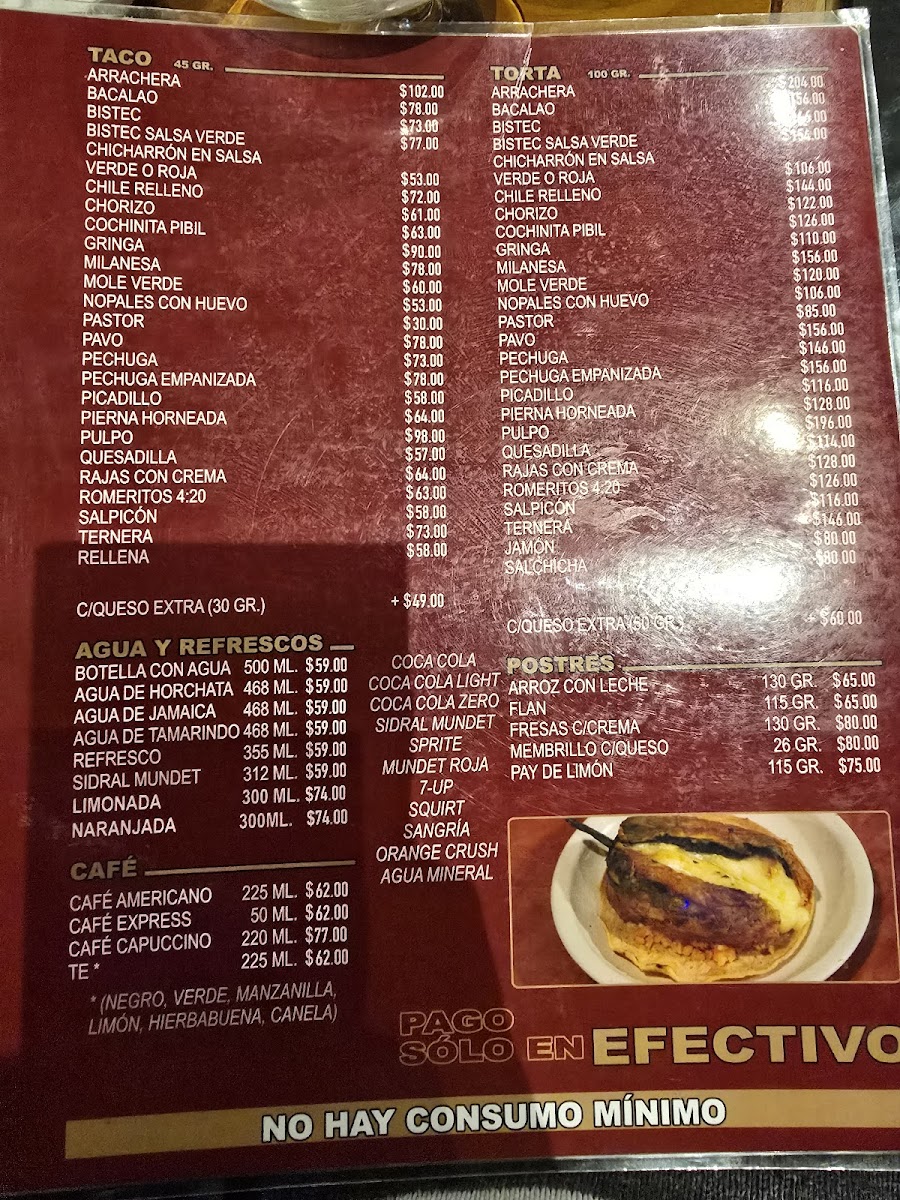 TACO 45 GR.
ARRACHERA $102.00
BACALAO $78.00
BISTEC $73.00
BISTEC SALSA VERDE $77.00
CHICHARRÓN EN SALSA
VERDE O ROJA $53.00
CHILE RELLENO $72.00
CHORIZO $61.00
COCHINITA PIBIL $63.00
GRINGA $90.00
MILANESA $78.00
MOLE VERDE $60.00
NOPALES CON HUEVO $53.00
PASTOR $30.00
PAVO $78.00
PECHUGA $73.00
PECHUGA EMPANIZADA $78.00
PICADILLO $58.00
PIERNA HORNEADA $64.00
PULPO $98.00
QUESADILLA $57.00
RAJAS CON CREMA $64.00
ROMERITOS 4:20 $63.00
SALPICÓN $58.00
TERNERA $73.00
RELLENA $58.00
C/QUESO EXTRA (30 GR.) + $49.00
TORTA 100 GR.
ARRACHERA $204.00
BACALAO $156.00
BISTEC
BISTEC SALSA VERDE $154.00
CHICHARRÓN EN SALSA
VERDE O ROJA $106.00
CHILE RELLENO $144.00
CHORIZO $122.00
COCHINITA PIBIL $126.00
GRINGA $110.00
MILANESA $156.00
MOLE VERDE $120.00
NOPALES CON HUEVO $106.00
PASTOR $85.00
PAVO $156.00
PECHUGA $146.00
PECHUGA EMPANIZADA $156.00
PICADILLO $116.00
PIERNA HORNEADA $128.00
PULPO $196.00
QUESADILLA $114.00
RAJAS CON CREMA $128.00
ROMERITOS 4:20 $126.00
SALPICÓN $116.00
TERNERA $146.00
JAMÓN $80.00
SALCHICHA $80.00
C/QUESO EXTRA (50 GR.) + $60.00
AGUA Y REFRESCOS
BOTELLA CON AGUA 500 ML. $59.00
AGUA DE HORCHATA 468 ML. $59.00
AGUA DE JAMAICA 468 ML. $59.00
AGUA DE TAMARINDO 468 ML. $59.00
REFRESCO 355 ML. $59.00
SIDRAL MUNDET 312 ML. $59.00
LIMONADA 300 ML. $74.00
NARANJADA 300ML. $74.00
COCA COLA
COCA COLA LIGHT
COCA COLA ZERO
SIDRAL MUNDET
SPRITE
MUNDET ROJA
7-UP
SQUIRT
SANGRÍA
ORANGE CRUSH
AGUA MINERAL
POSTRES
ARROZ CON LECHE 130 GR. $65.00
FLAN 115 GR. $65.00
FRESAS C/CREMA 130 GR. $80.00
MEMBRILLO C/QUESO 26 GR. $80.00
PAY DE LIMÓN 115 GR. $75.00
CAFÉ
CAFÉ AMERICANO 225 ML. $62.00
CAFÉ EXPRESS 50 ML. $62.00
CAFÉ CAPUCCINO 220 ML. $77.00
TE * 225 ML. $62.00
* (NEGRO, VERDE, MANZANILLA,
LIMÓN, HIERBABUENA, CANELA)
PAGO
SÓLO EN EFECTIVO
NO HAY CONSUMO MÍNIMO